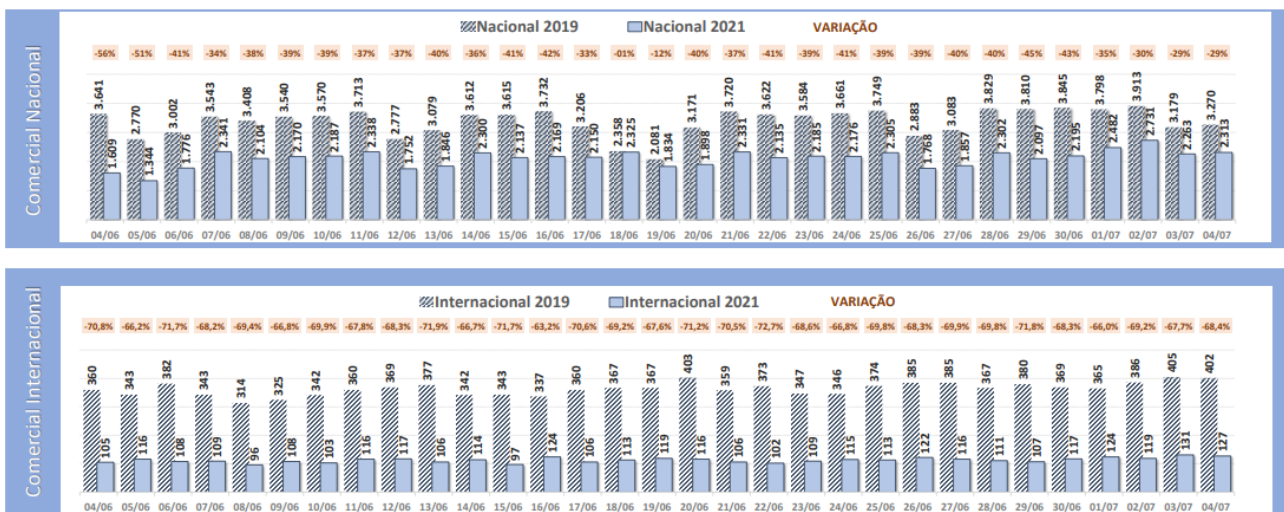 Comercial Nacional
Nacional 2019 Nacional 2021 VARIAÇÃO
-56% -51% -41% -34% -38% -39% -39% -37% -37% -40% -36% -41% -42% -33% -01% -12% -40% -37% -41% -39% -41% -39% -39% -40% -40% -45% -43% -35% -30% -29% -29%
3.641 1.609 2.770 1.344 3.002 1.776 3.543 2.341 3.408 2.104 3.540 2.170 3.570 2.187 3.713 2.338 2.777 1.752 3.079 1.846 3.612 2.300 3.615 2.137 3.732 2.169 3.206 2.150 2.358 2.325 2.081 1.834 3.171 1.898 3.720 2.331 3.622 2.135 3.584 2.185 3.661 2.176 3.749 2.305 2.883 1.768 3.083 1.857 3.829 2.302 3.810 2.097 3.845 2.195 3.798 2.482 3.913 2.731 3.179 2.263 3.270 2.313
04/06 05/06 06/06 07/06 08/06 09/06 10/06 11/06 12/06 13/06 14/06 15/06 16/06 17/06 18/06 19/06 20/06 21/06 22/06 23/06 24/06 25/06 26/06 27/06 28/06 29/06 30/06 01/07 02/07 03/07 04/07
Comercial Internacional
Internacional 2019 Internacional 2021 VARIAÇÃO
-70,8% -66,2% -71,7% -68,2% -69,4% -66,8% -69,9% -67,8% -68,3% -71,9% -66,7% -71,7% -63,2% -70,6% -69,2% -67,6% -71,2% -70,5% -72,7% -68,6% -66,8% -69,8% -68,3% -69,9% -69,8% -71,8% -68,3% -66,0% -69,2% -67,7% -68,4%
360 105 343 116 382 108 343 109 314 96 325 108 342 103 360 116 369 117 377 106 342 114 343 97 337 124 360 106 367 113 367 119 403 116 359 106 373 102 347 109 346 115 374 113 385 122 385 116 367 111 380 107 369 117 365 124 386 119 405 131 402 127
04/06 05/06 06/06 07/06 08/06 09/06 10/06 11/06 12/06 13/06 14/06 15/06 16/06 17/06 18/06 19/06 20/06 21/06 22/06 23/06 24/06 25/06 26/06 27/06 28/06 29/06 30/06 01/07 02/07 03/07 04/07